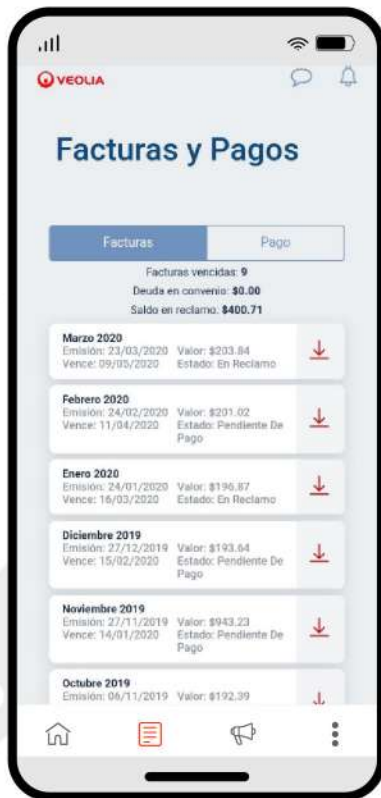 VEOLIA
Facturas y Pagos
Facturas Pago
Facturas vencidas: 9
Deuda en convenio: $0.00
Saldo en reclamo: $400.71
Marzo 2020
Emisión: 23/03/2020 Valor: $203.84
Vence: 09/05/2020 Estado: En Reclamo
Febrero 2020
Emisión: 24/02/2020 Valor: $201.02
Vence: 11/04/2020 Estado: Pendiente De
Pago
Enero 2020
Emisión: 24/01/2020 Valor: $196.87
Vence: 16/03/2020 Estado: En Reclamo
Diciembre 2019
Emisión: 27/12/2019 Valor: $193.64
Vence: 15/02/2020 Estado: Pendiente De
Pago
Noviembre 2019
Emisión: 27/11/2019 Valor: $943.23
Vence: 14/01/2020 Estado: Pendiente De
Pago
Octubre 2019
Emisión: 06/11/2019 Valor: $192.39